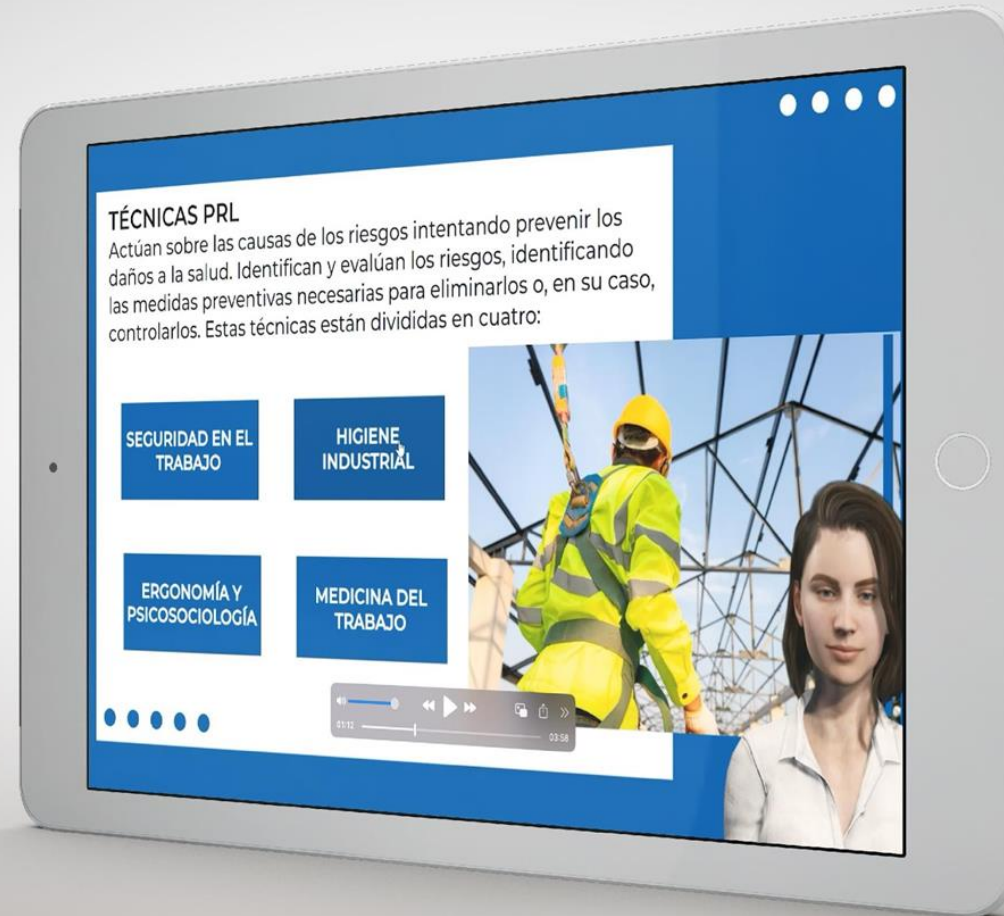 TÉCNICAS PRL
Actúan sobre las causas de los riesgos intentando prevenir los
daños a la salud. Identifican y evalúan los riesgos, identificando
las medidas preventivas necesarias para eliminarlos o, en su caso,
controlarlos. Estas técnicas están divididas en cuatro:
SEGURIDAD EN EL
TRABAJO
HIGIENE
INDUSTRIAL
ERGONOMÍA Y
PSICOSOCIOLOGÍA
MEDICINA DEL
TRABAJO
01:12
03:58